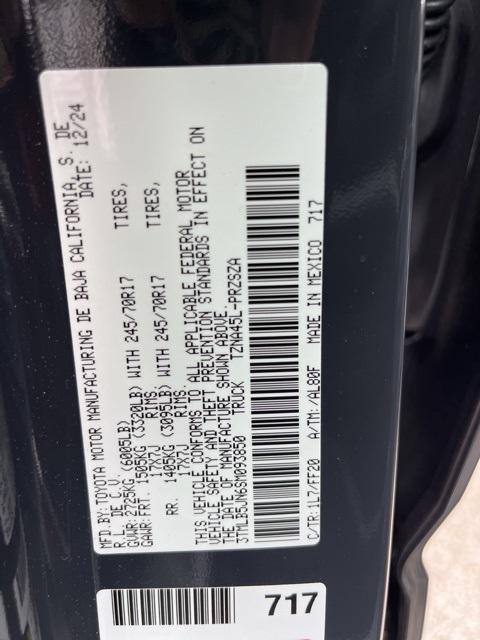 MFD.BY:TOYOTA MOTOR MANUFACTURING DE BAJA CALIFORNIA, S. DE
R. L. DE C.V. DATE: 12/24
GVWR: 2725KG (6005LB)
GAWR: FRT. 1505KG (3320LB) WITH 245/70R17 TIRES,
17X7J RIMS
RR. 1405KG (3095LB) WITH 245/70R17 TIRES,
17X7J RIMS.
THIS VEHICLE CONFORMS TO ALL APPLICABLE FEDERAL MOTOR
VEHICLE SAFETY AND THEFT PREVENTION STANDARDS IN EFFECT ON
THE DATE OF MANUFACTURE SHOWN ABOVE.
3TMLB5JN6SM093850 TRUCK TZNA45L-PRZSZA
C/TR:1L7/FF20 A/TM:/AL80F MADE IN MEXICO 717
717